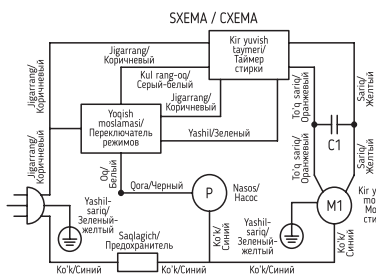 SXEMA / СХЕМА
Jigarrang/
Коричневый
Kir yuvish
taymeri/
Таймер
стирки
Kul rang-oq/
Серый-белый
Jigarrang/
Коричневый
Jigarrang/
Коричневый
To'q sariq/
Оранжевый
Sariq/
Желтый
Yoqish
moslamasi/
Переключатель
режимов
Yashil/Зеленый
C1
Jigarrang/
Коричневый
Oq/
Белый
To'q sariq/
Оранжевый
Sariq/
Желтый
Qora/Черный
P
Nasos/
Насос
M1
Kir y
mo
Мо
сти
Yashil-
sariq/
Зеленый-
желтый
Yashil-
sariq/
Зеленый-
желтый
Ko'k/
Синий
Ko'k/
Синий
Saqlagich/
Предохранитель
Ko'k/Синий
Ko'k/Синий
Ko'k/Синий